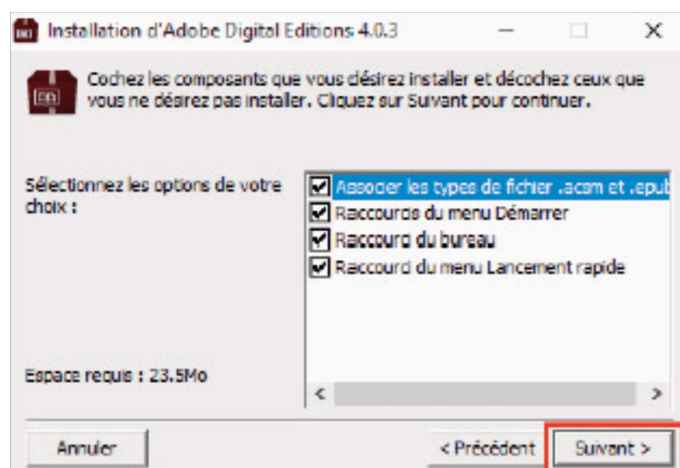 Installation d'Adobe Digital Editions 4.0.3
Cochez les composants que vous désirez installer et décochez ceux que
vous ne désirez pas installer. Cliquez sur Suivant pour continuer.
Sélectionnez les options de votre
choix :
Associer les types de fichier .acsm et .epub
Raccourcis du menu Démarrer
Raccourci du bureau
Raccourci du menu Lancement rapide
Espace requis : 23.5Mo
Annuler
< Précédent
Suivant >